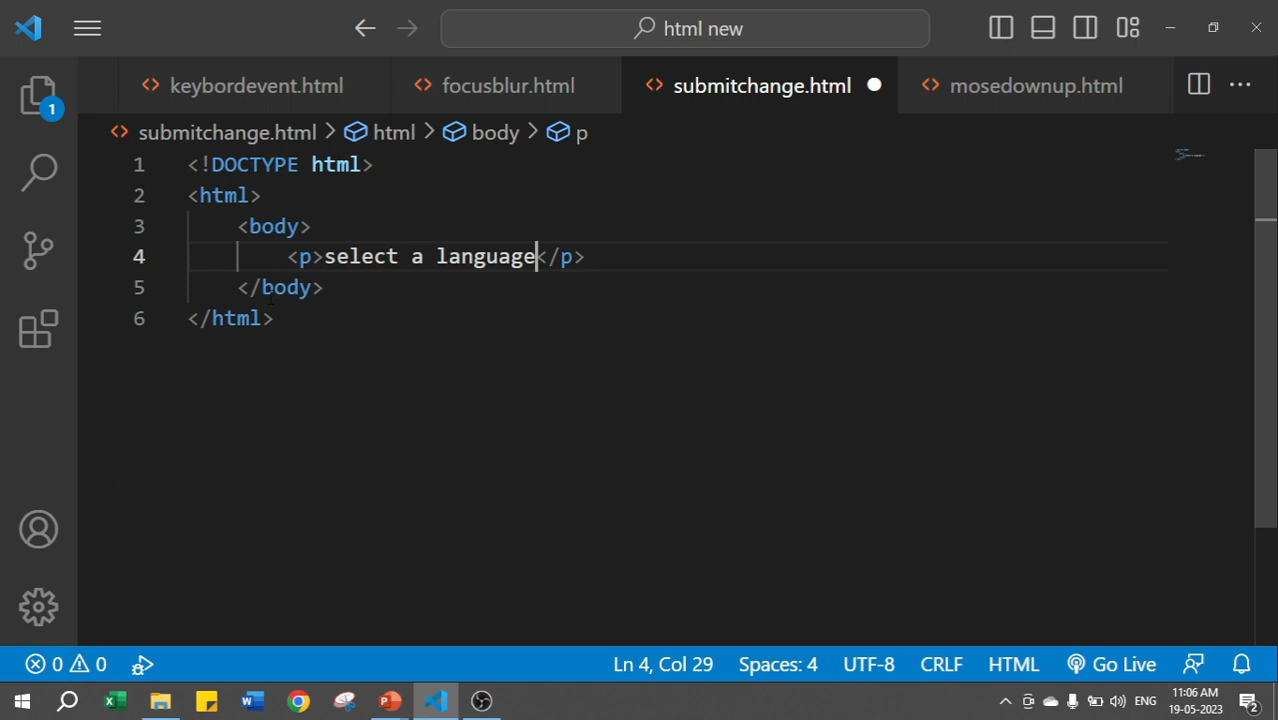 html new
keybordevent.html
focusblur.html
submitchange.html
mosedownup.html
submitchange.html > html > body > p
1 <!DOCTYPE html>
2 <html>
3 <body>
4 <p>select a language</p>
5 </body>
6 </html>
1
0 0
Ln 4, Col 29
Spaces: 4
UTF-8
CRLF
HTML
Go Live
ENG
11:06 AM
19-05-2023
2